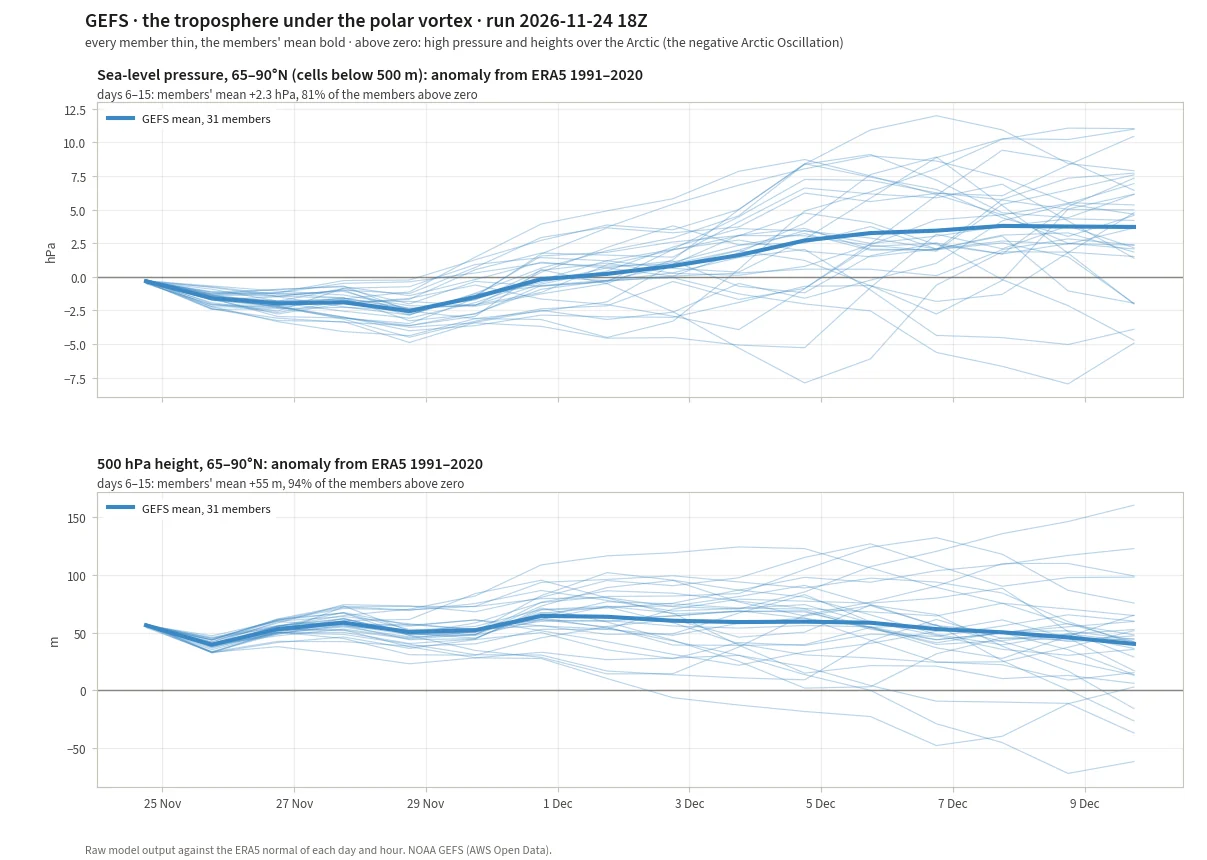 GEFS · the troposphere under the polar vortex · run 2026-11-24 18Z
every member thin, the members' mean bold · above zero: high pressure and heights over the Arctic (the negative Arctic Oscillation)
Sea-level pressure, 65–90°N (cells below 500 m): anomaly from ERA5 1991–2020
days 6–15: members' mean +2.3 hPa, 81% of the members above zero
GEFS mean, 31 members
hPa
12.5
10.0
7.5
5.0
2.5
0.0
−2.5
−5.0
−7.5
500 hPa height, 65–90°N: anomaly from ERA5 1991–2020
days 6–15: members' mean +55 m, 94% of the members above zero
GEFS mean, 31 members
m
150
100
50
0
−50
25 Nov 27 Nov 29 Nov 1 Dec 3 Dec 5 Dec 7 Dec 9 Dec
Raw model output against the ERA5 normal of each day and hour. NOAA GEFS (AWS Open Data).